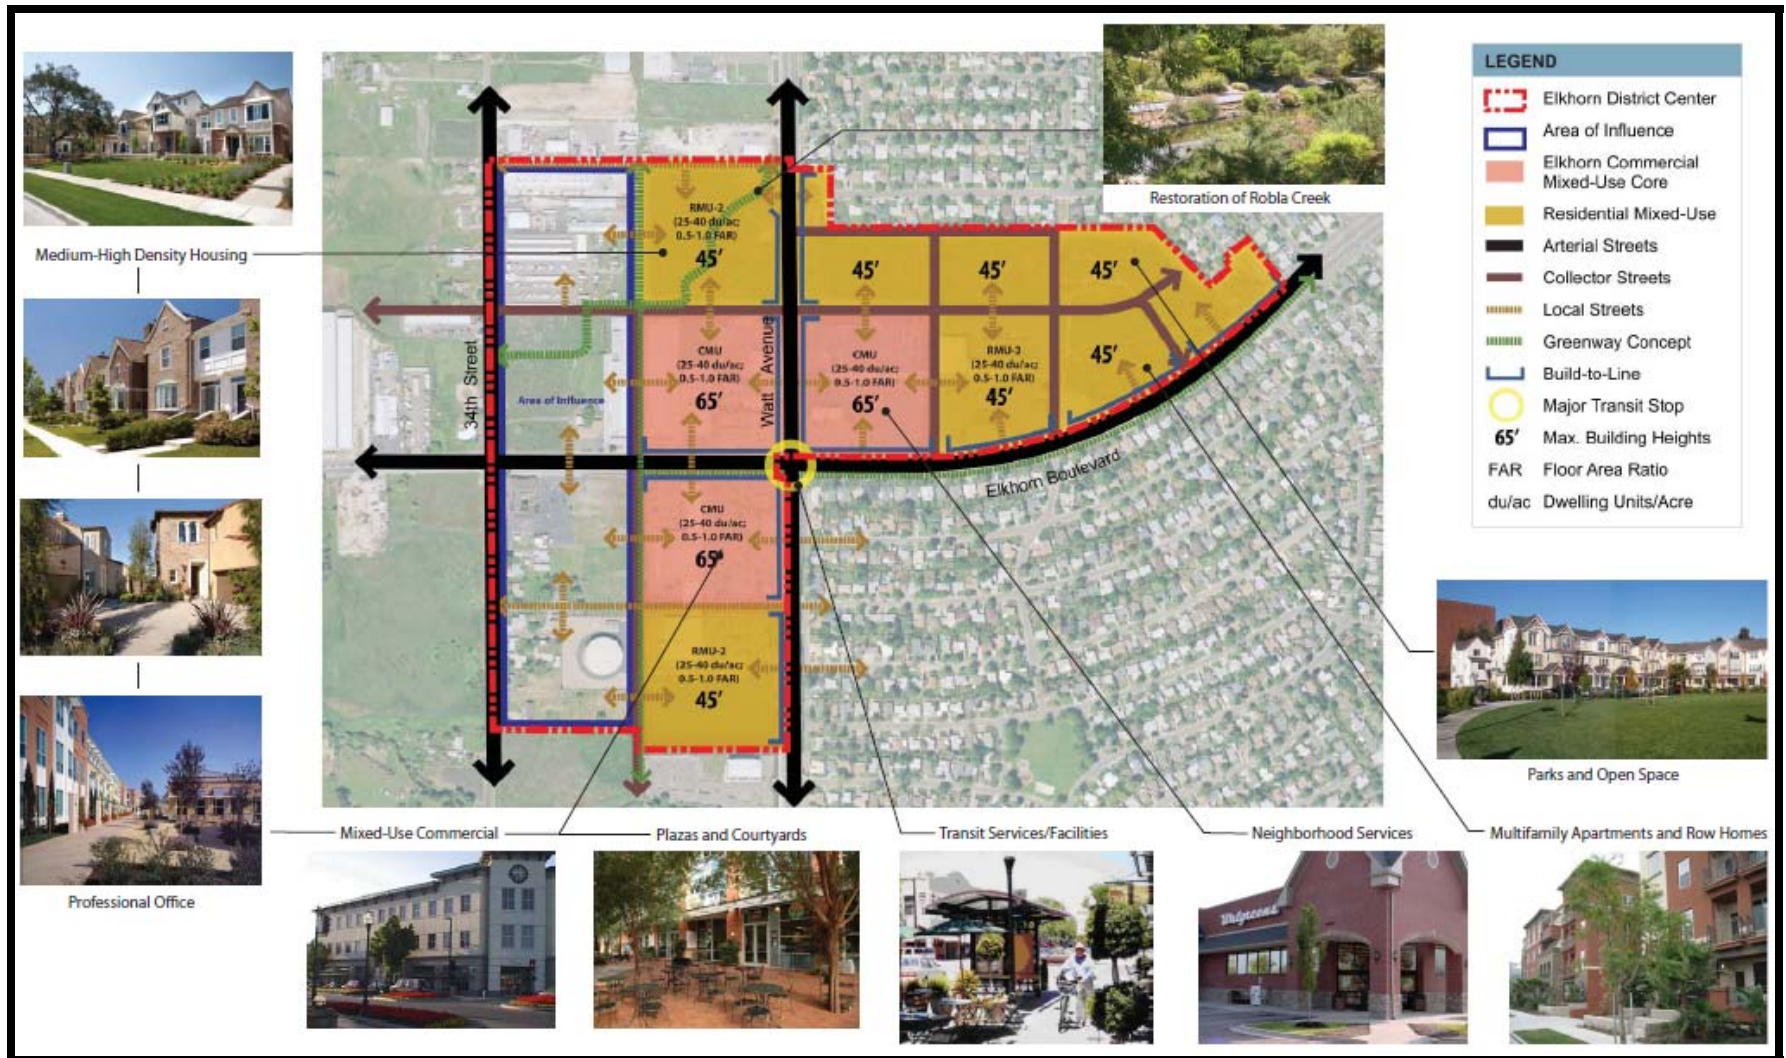 Restoration of Robla Creek
LEGEND
Elkhorn District Center
Area of Influence
Elkhorn Commercial
Mixed-Use Core
Residential Mixed-Use
Arterial Streets
Collector Streets
Local Streets
Greenway Concept
Build-to-Line
Major Transit Stop
65' Max. Building Heights
FAR Floor Area Ratio
du/ac Dwelling Units/Acre
Medium-High Density Housing
RMU-2
(25-40 du/ac;
0.5-1.0 FAR)
45'
45'
45'
45'
34th Street
Area of Influence
CMU
(25-40 du/ac;
0.5-1.0 FAR)
65'
Watt Avenue
CMU
(25-40 du/ac;
0.5-1.0 FAR)
65'
RMU-3
(25-40 du/ac;
0.5-1.0 FAR)
45'
45'
Elkhorn Boulevard
CMU
(25-40 du/ac;
0.5-1.0 FAR)
65'
RMU-2
(25-40 du/ac;
0.5-1.0 FAR)
45'
Parks and Open Space
Professional Office
Mixed-Use Commercial
Plazas and Courtyards
Transit Services/Facilities
Neighborhood Services
Multifamily Apartments and Row Homes
Walgreens